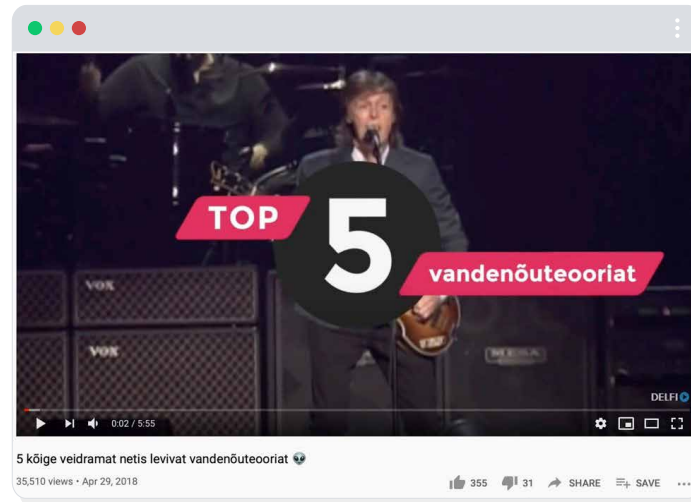 TOP
5
vandenõuteooriat
VOX
VOX
MESA
DELFI
0:02 / 5:55
5 kõige veidramat netis levivat vandenõuteooriat 👽
35,510 views • Apr 29, 2018
355 31 SHARE SAVE